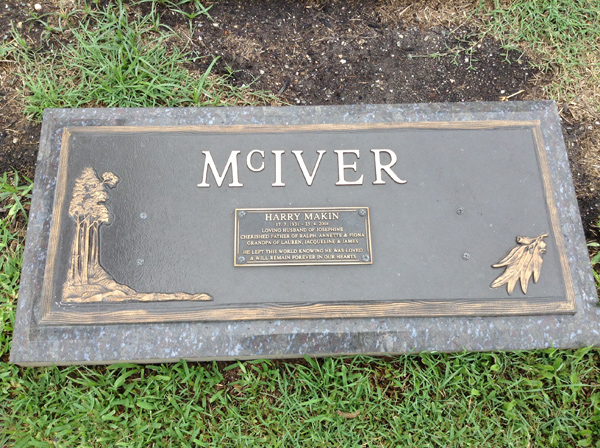 McIVER
HARRY MAKIN
LOVING HUSBAND OF JOSEPHINE
CHERISHED FATHER OF RALPH, ANNETTE & FIONA
GRANDPA OF LAUREN, JACQUELINE & JAMES
HE LEFT THIS WORLD KNOWING HE WAS LOVED
& WILL REMAIN FOREVER IN OUR HEARTS